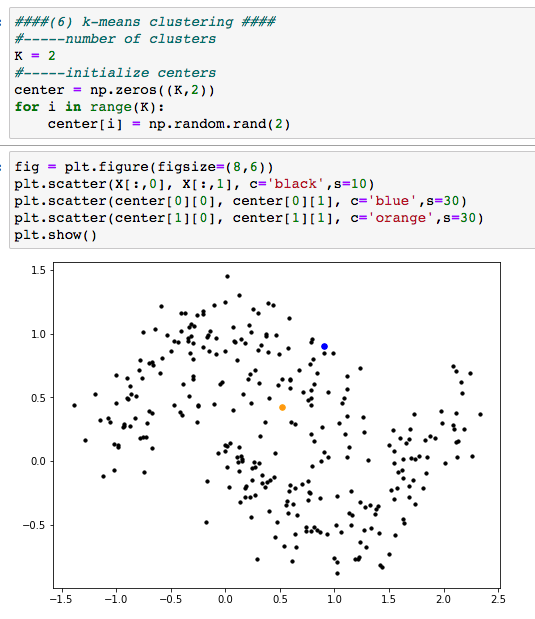 ####(6) k-means clustering ####
#-----number of clusters
K = 2
#-----initialize centers
center = np.zeros((K,2))
for i in range(K):
    center[i] = np.random.rand(2)
fig = plt.figure(figsize=(8,6))
plt.scatter(X[:,0], X[:,1], c='black',s=10)
plt.scatter(center[0][0], center[0][1], c='blue',s=30)
plt.scatter(center[1][0], center[1][1], c='orange',s=30)
plt.show()
1.5
1.0
0.5
0.0
−0.5
−1.5 −1.0 −0.5 0.0 0.5 1.0 1.5 2.0 2.5